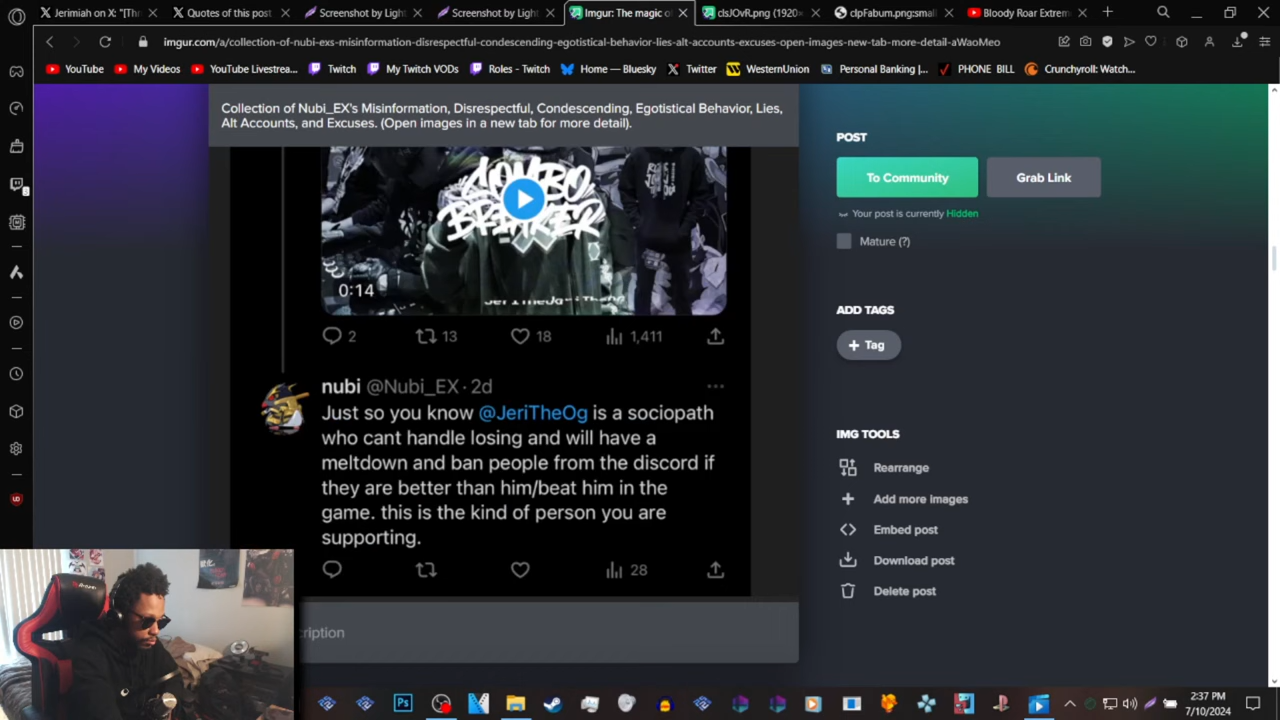 Jerimiah on X: "[Thr
Quotes of this post
Screenshot by Light
Screenshot by Light
Imgur: The magic o
clsJOvR.png (1920×
clpFabum.png:small
Bloody Roar Extrem
imgur.com/a/collection-of-nubi-exs-misinformation-disrespectful-condescending-egotistical-behavior-lies-alt-accounts-excuses-open-images-new-tab-more-detail-aWaoMeo
YouTube
My Videos
YouTube Livestrea...
Twitch
My Twitch VODs
Roles - Twitch
Home — Bluesky
Twitter
WesternUnion
Personal Banking |...
PHONE BILL
Crunchyroll: Watch...
Collection of Nubi_EX's Misinformation, Disrespectful, Condescending, Egotistical Behavior, Lies,
Alt Accounts, and Excuses. (Open images in a new tab for more detail).
COMBO
BREAKER
0:14
2 13 18 1,411
nubi @Nubi_EX · 2d
Just so you know @JeriTheOg is a sociopath
who cant handle losing and will have a
meltdown and ban people from the discord if
they are better than him/beat him in the
game. this is the kind of person you are
supporting.
28
cription
POST
To Community
Grab Link
Your post is currently Hidden
Mature (?)
ADD TAGS
+ Tag
IMG TOOLS
Rearrange
Add more images
Embed post
Download post
Delete post
2:37 PM
7/10/2024